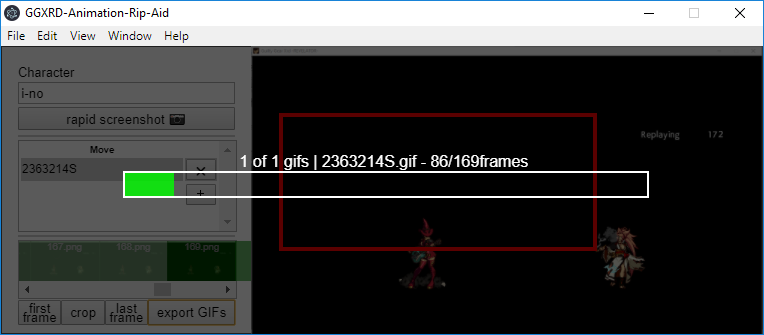 GGXRD-Animation-Rip-Aid
File Edit View Window Help
Character
i-no
rapid screenshot
Move
2363214S
X
+
167.png 168.png 169.png
first frame
crop
last frame
export GIFs
1 of 1 gifs | 2363214S.gif - 86/169frames
Replaying 172